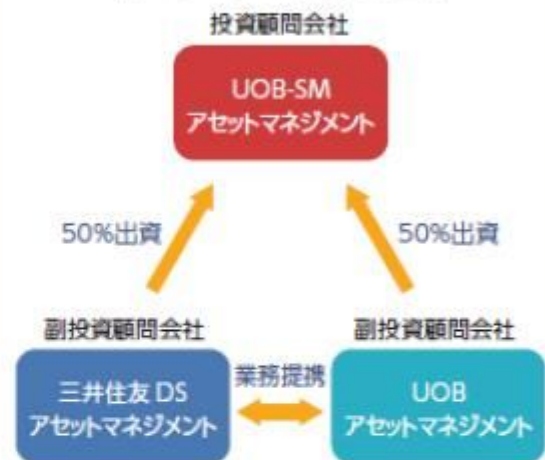 投資顧問会社
UOB-SM
アセットマネジメント
50%出資
50%出資
副投資顧問会社
副投資顧問会社
三井住友 DS
アセットマネジメント
業務提携
UOB
アセットマネジメント